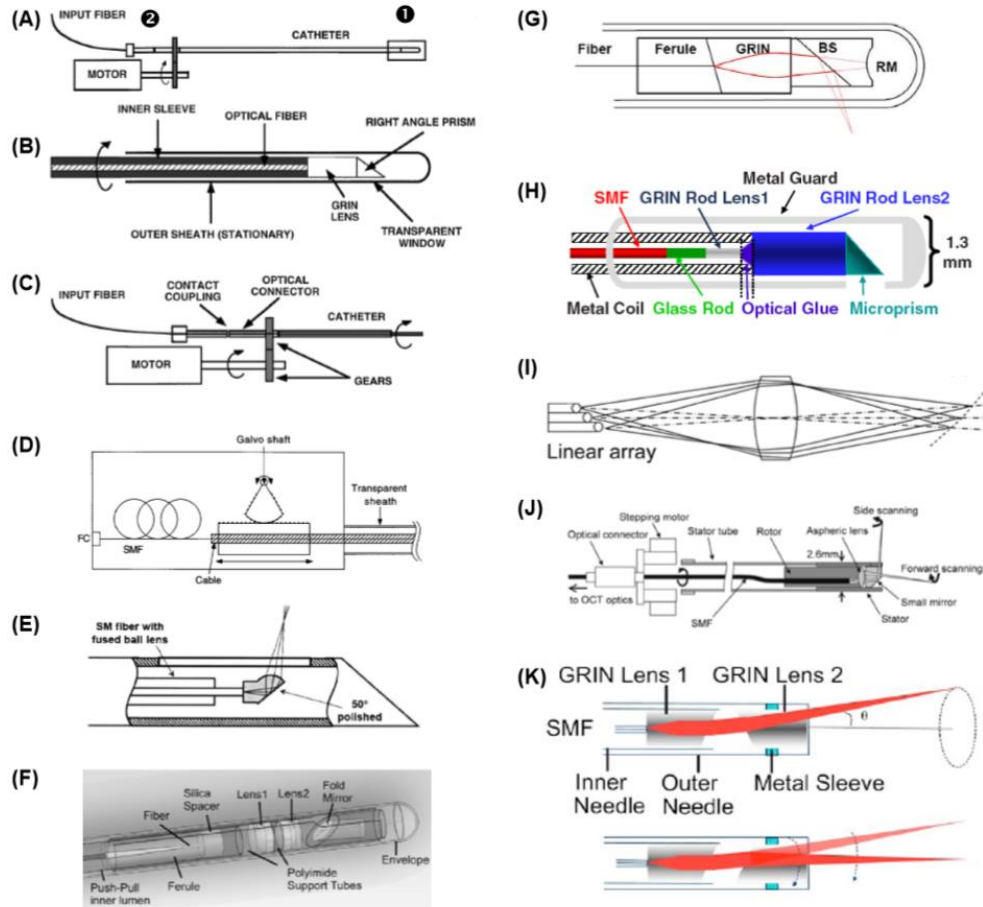 (A)
❷
❶
INPUT FIBER
CATHETER
MOTOR
INNER SLEEVE
OPTICAL FIBER
RIGHT ANGLE PRISM
(B)
GRIN
LENS
OUTER SHEATH (STATIONARY)
TRANSPARENT
WINDOW
(C)
INPUT FIBER
CONTACT
COUPLING
OPTICAL
CONNECTOR
CATHETER
MOTOR
GEARS
(D)
Galvo shaft
Transparent
sheath
FC
SMF
Cable
(E)
SM fiber with
fused ball lens
50°
polished
(F)
Silica
Spacer
Fiber
Lens1
Lens2
Fold
Mirror
Envelope
Push-Pull
inner lumen
Ferule
Polyimide
Support Tubes
(G)
Fiber
Ferule
GRIN
BS
RM
(H)
Metal Guard
SMF
GRIN Rod Lens1
GRIN Rod Lens2
1.3
mm
Metal Coil
Glass Rod
Optical Glue
Microprism
(I)
Linear array
(J)
Stepping motor
Optical connector
Stator tube
Rotor
Aspheric lens
Side scanning
2.6mm
Forward scanning
to OCT optics
SMF
Small mirror
Stator
(K)
GRIN Lens 1
GRIN Lens 2
SMF
θ
Inner
Needle
Outer
Needle
Metal Sleeve